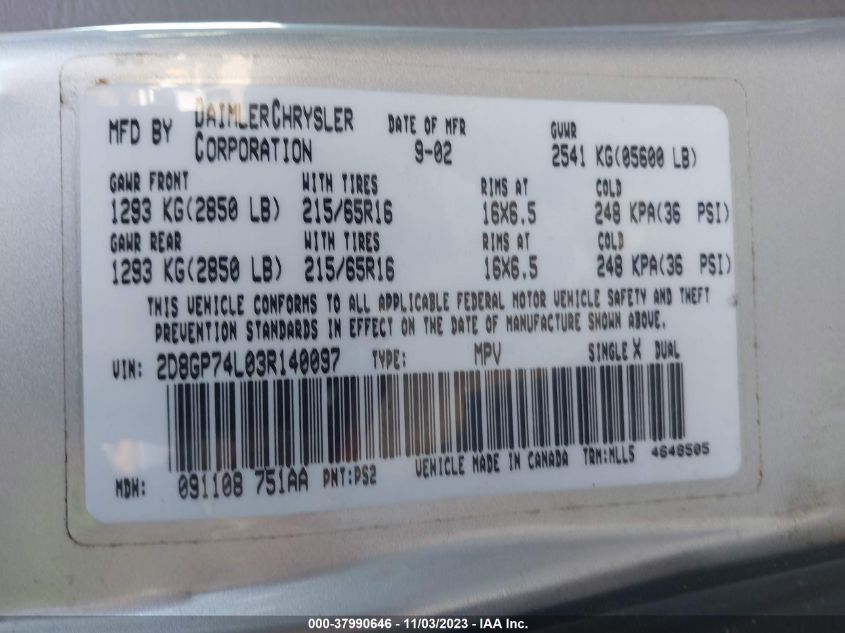 MFD BY DAIMLERCHRYSLER CORPORATION DATE OF MFR 9-02 GVWR 2541 KG(05600 LB)
GAWR FRONT WITH TIRES RIMS AT COLD
1293 KG(2850 LB) 215/65R16 16X6.5 248 KPA(36 PSI)
GAWR REAR WITH TIRES RIMS AT COLD
1293 KG(2850 LB) 215/65R16 16X6.5 248 KPA(36 PSI)
THIS VEHICLE CONFORMS TO ALL APPLICABLE FEDERAL MOTOR VEHICLE SAFETY AND THEFT
PREVENTION STANDARDS IN EFFECT ON THE DATE OF MANUFACTURE SHOWN ABOVE.
VIN: 2D8GP74L03R140097 TYPE: MPV SINGLE X DUAL
MDH: 091108 751AA PNT:PS2 VEHICLE MADE IN CANADA TRM:MLL5 4648505
000-37990646 - 11/03/2023 - IAA Inc.